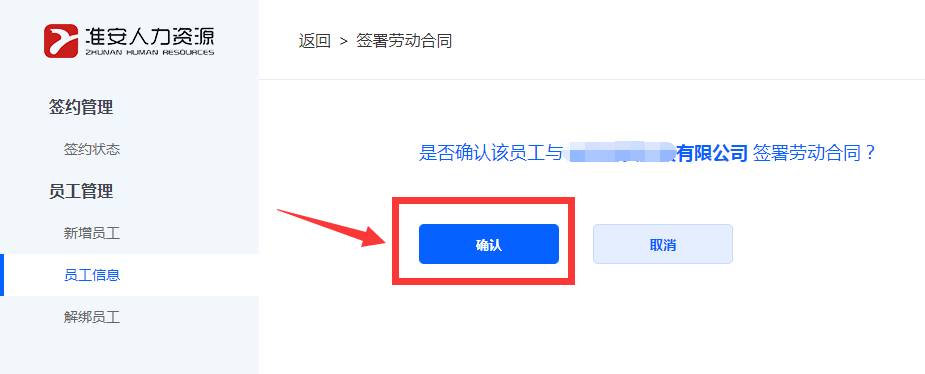 准安人力资源
ZHUNAN HUMAN RESOURCES
返回 > 签署劳动合同
签约管理
签约状态
员工管理
新增员工
员工信息
解绑员工
是否确认该员工与 有限公司 签署劳动合同？
确认
取消